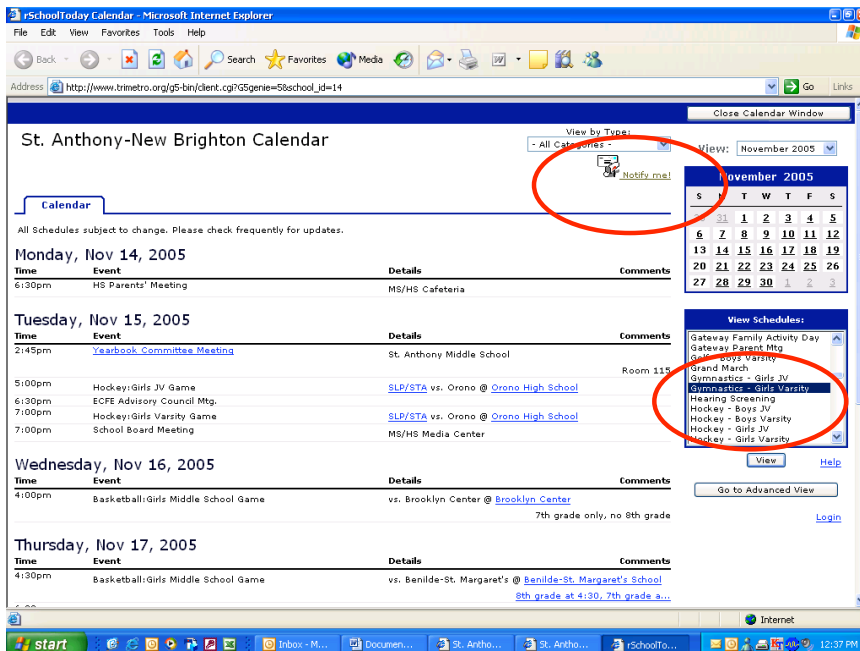 rSchoolToday Calendar - Microsoft Internet Explorer
File Edit View Favorites Tools Help
Back Search Favorites Media
Address http://www.trimetro.org/g5-bin/client.cgi?G5genie=5&school_id=14 Go Links
Close Calendar Window
St. Anthony-New Brighton Calendar
View by Type:
- All Categories -
Notify me!
View: November 2005
November 2005
S M T W T F S
30 31 1 2 3 4 5
6 7 8 9 10 11 12
13 14 15 16 17 18 19
20 21 22 23 24 25 26
27 28 29 30 1 2 3
Calendar
All Schedules subject to change. Please check frequently for updates.
Monday, Nov 14, 2005
Time Event Details Comments
6:30pm HS Parents' Meeting MS/HS Cafeteria
Tuesday, Nov 15, 2005
Time Event Details Comments
2:45pm Yearbook Committee Meeting St. Anthony Middle School
Room 115
5:00pm Hockey:Girls JV Game SLP/STA vs. Orono @ Orono High School
6:30pm ECFE Advisory Council Mtg.
7:00pm Hockey:Girls Varsity Game SLP/STA vs. Orono @ Orono High School
7:00pm School Board Meeting MS/HS Media Center
Wednesday, Nov 16, 2005
Time Event Details Comments
4:00pm Basketball:Girls Middle School Game vs. Brooklyn Center @ Brooklyn Center
7th grade only, no 8th grade
Thursday, Nov 17, 2005
Time Event Details Comments
4:30pm Basketball:Girls Middle School Game vs. Benilde-St. Margaret's @ Benilde-St. Margaret's School
8th grade at 4:30, 7th grade a...
View Schedules:
Gateway Family Activity Day
Gateway Parent Mtg
Golf - Boys Varsity
Grand March
Gymnastics - Girls JV
Gymnastics - Girls Varsity
Hearing Screening
Hockey - Boys JV
Hockey - Boys Varsity
Hockey - Girls JV
Hockey - Girls Varsity
View
Help
Go to Advanced View
Login
Internet
start Inbox - M... Documen... St. Antho... St. Antho... rSchoolTo... 12:37 PM